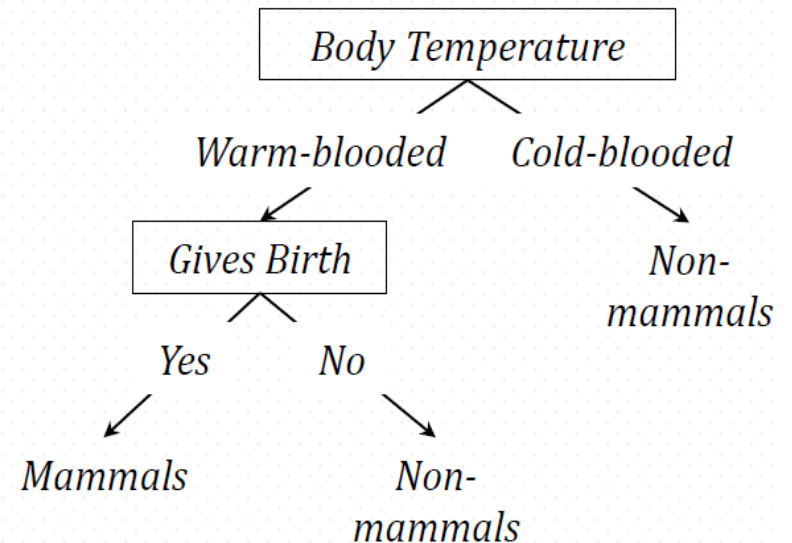 Body Temperature
Warm-blooded Cold-blooded
Gives Birth
Non-
mammals
Yes No
Mammals
Non-
mammals